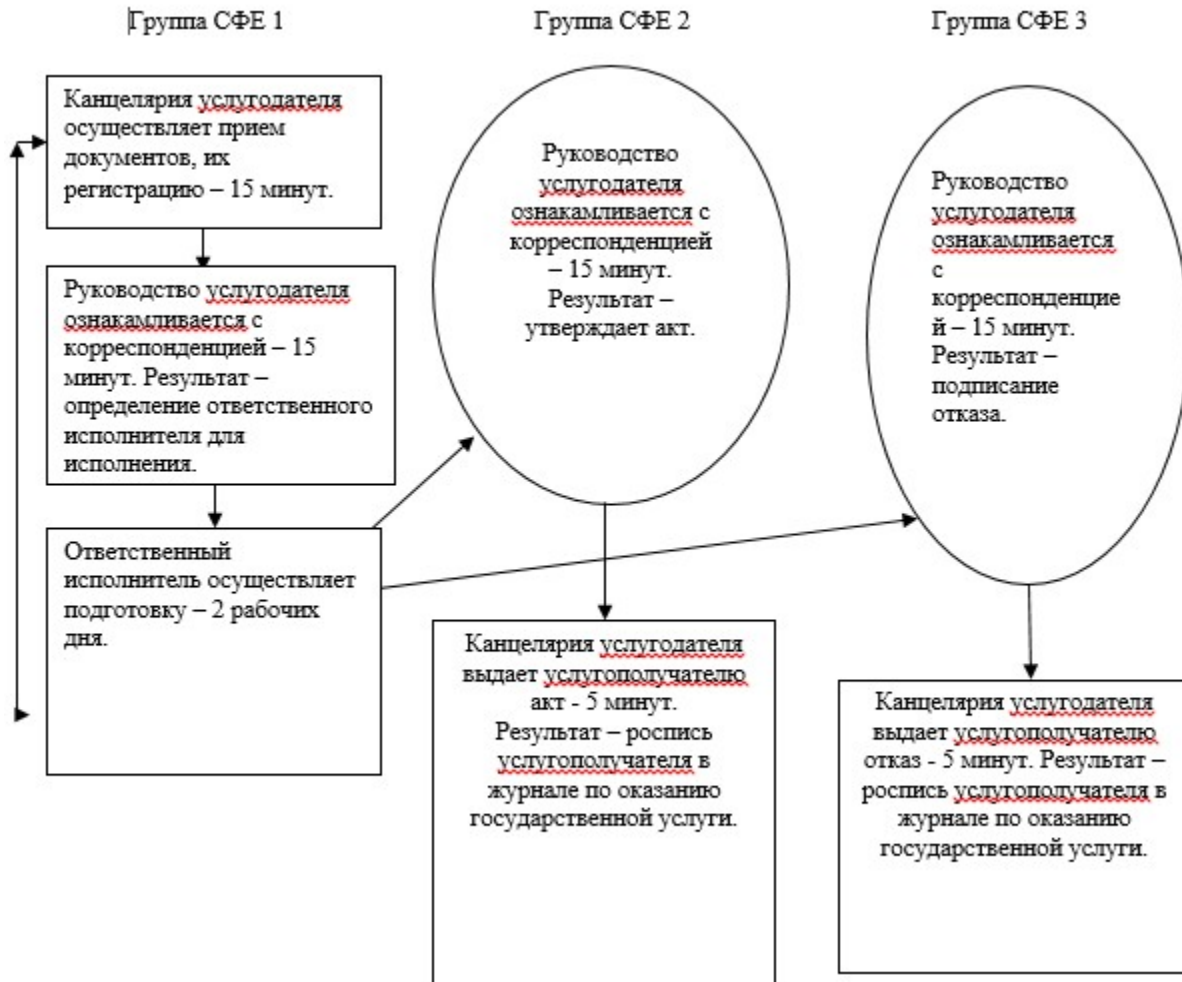 Группа СФЕ 1
Группа СФЕ 2
Группа СФЕ 3
Канцелярия услугодателя
осуществляет прием
документов, их
регистрацию – 15 минут.
Руководство услугодателя
ознакамливается с
корреспонденцией – 15
минут. Результат –
определение ответственного
исполнителя для
исполнения.
Ответственный
исполнитель осуществляет
подготовку – 2 рабочих
дня.
Руководство
услугодателя
ознакамливается с
корреспонденцией
– 15 минут.
Результат –
утверждает акт.
Канцелярия услугодателя
выдает услугополучателю
акт - 5 минут.
Результат – роспись
услугополучателя в
журнале по оказанию
государственной услуги.
Руководство
услугодателя
ознакамливается
с
корреспонденцие
й – 15 минут.
Результат –
подписание
отказа.
Канцелярия услугодателя
выдает услугополучателю
отказ - 5 минут. Результат –
роспись услугополучателя в
журнале по оказанию
государственной услуги.